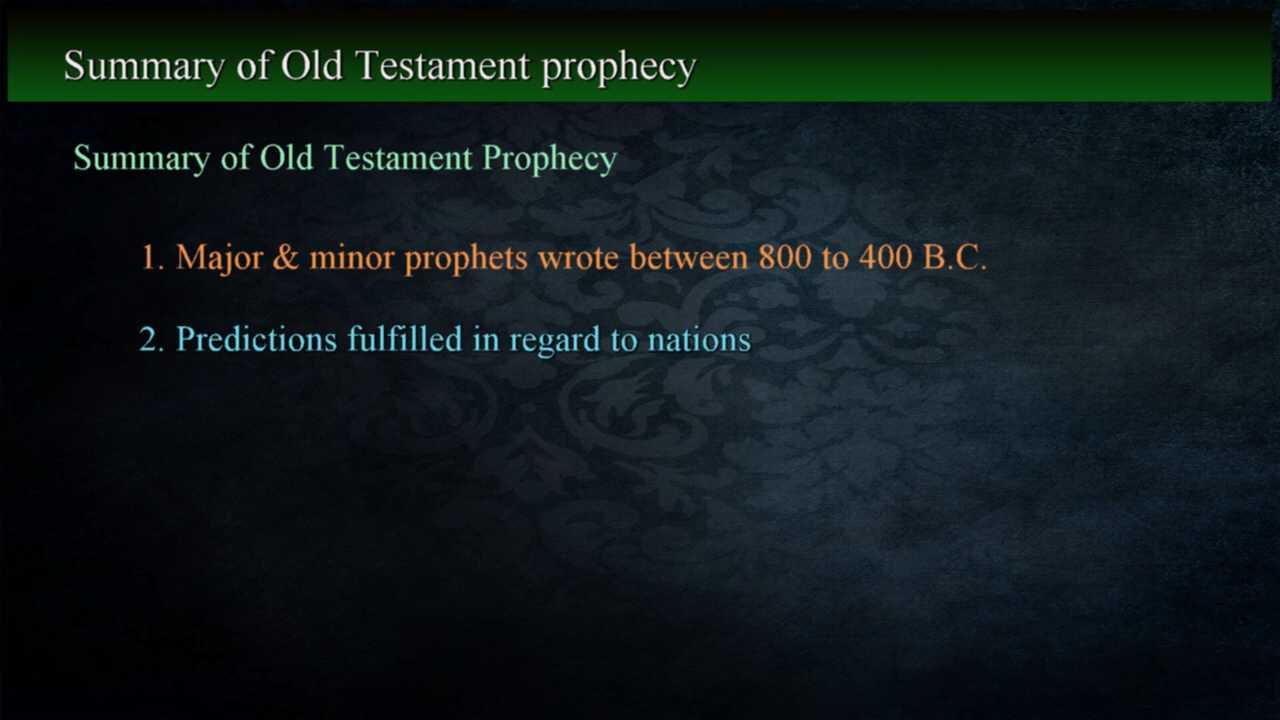 Summary of Old Testament prophecy
Summary of Old Testament Prophecy
1. Major & minor prophets wrote between 800 to 400 B.C.
2. Predictions fulfilled in regard to nations